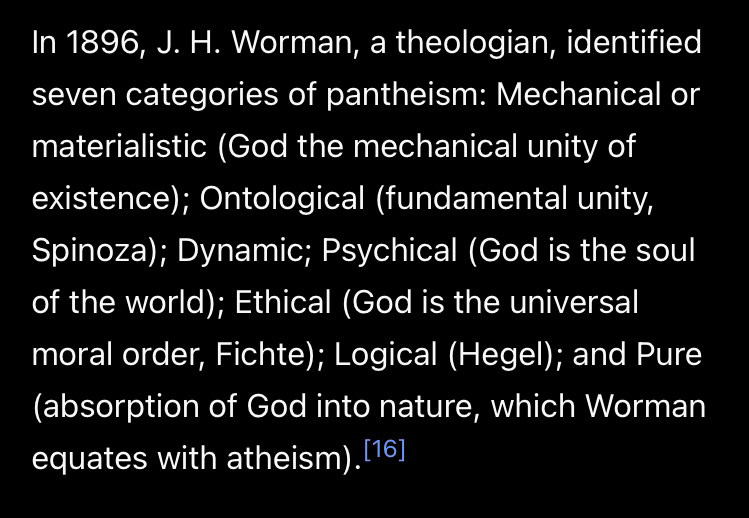 In 1896, J. H. Worman, a theologian, identified
seven categories of pantheism: Mechanical or
materialistic (God the mechanical unity of
existence); Ontological (fundamental unity,
Spinoza); Dynamic; Psychical (God is the soul
of the world); Ethical (God is the universal
moral order, Fichte); Logical (Hegel); and Pure
(absorption of God into nature, which Worman
equates with atheism).[16]